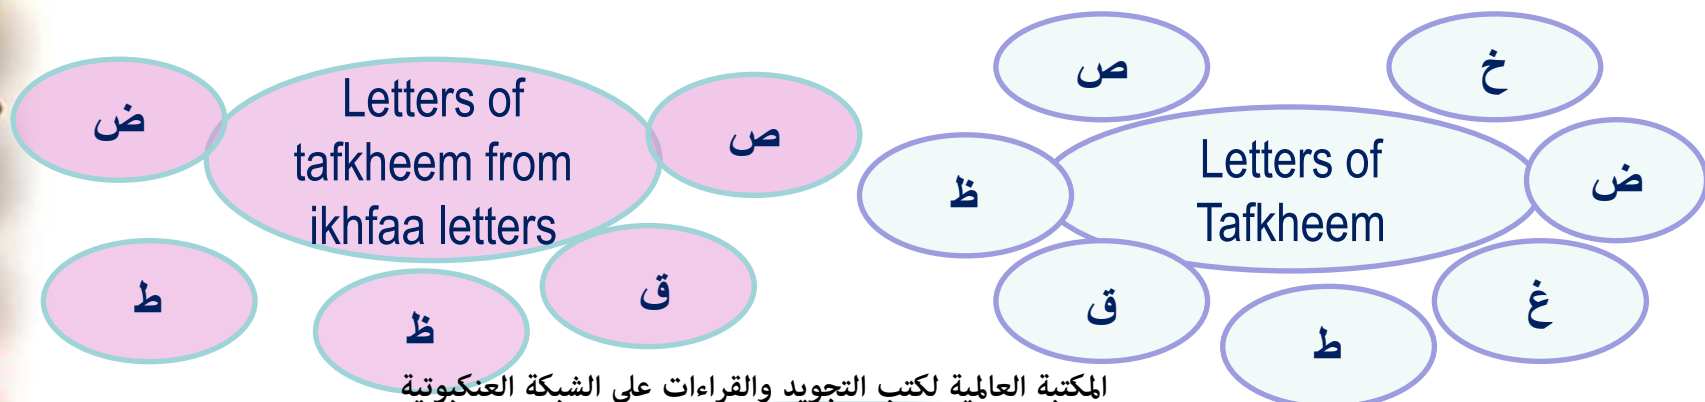 Letters of
tafkheem from
ikhfaa letters
ض
ص
ط
ظ
ق
Letters of
Tafkheem
ص
خ
ظ
ض
ق
ط
غ
المكتبة العالمية لكتب التجويد والقراءات على الشبكة العنكبوتية